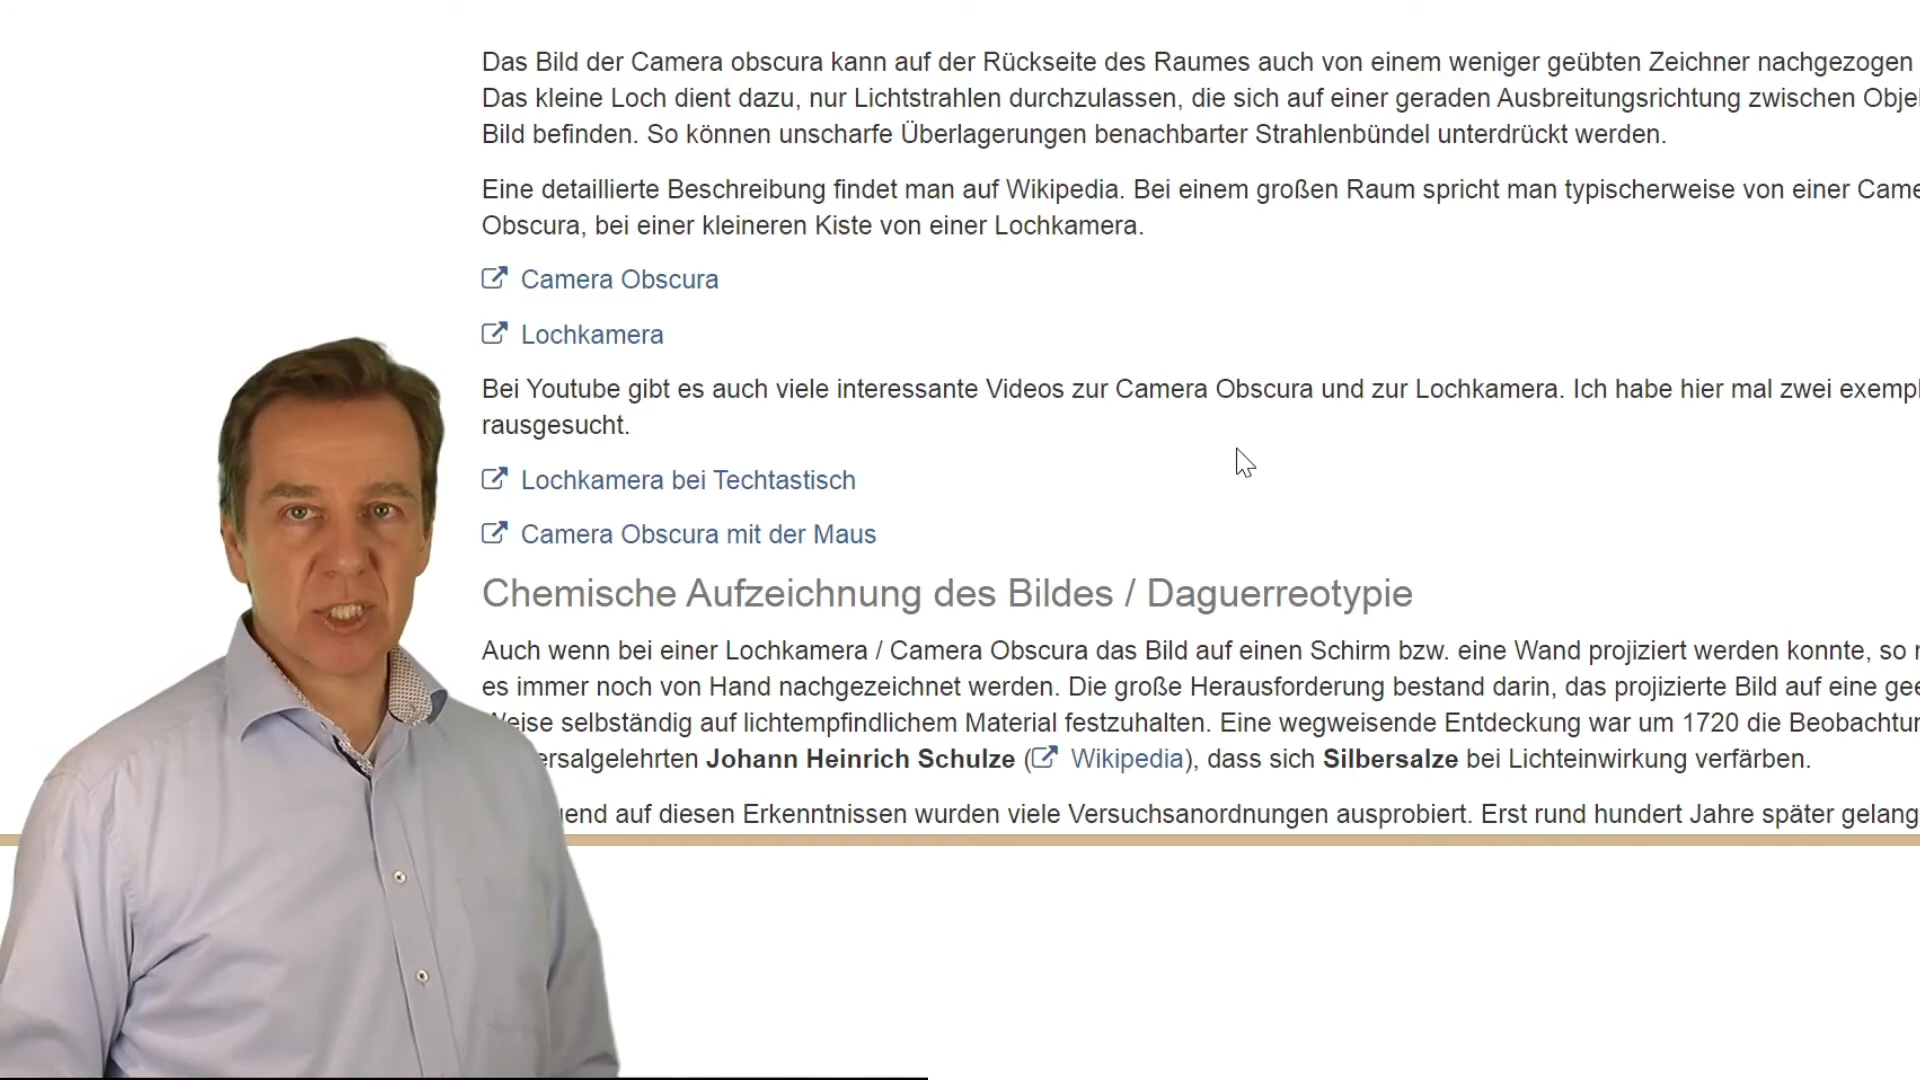 Das Bild der Camera obscura kann auf der Rückseite des Raumes auch von einem weniger geübten Zeichner nachgezogen
Das kleine Loch dient dazu, nur Lichtstrahlen durchzulassen, die sich auf einer geraden Ausbreitungsrichtung zwischen Obje
Bild befinden. So können unscharfe Überlagerungen benachbarter Strahlenbündel unterdrückt werden.
Eine detaillierte Beschreibung findet man auf Wikipedia. Bei einem großen Raum spricht man typischerweise von einer Came
Obscura, bei einer kleineren Kiste von einer Lochkamera.
Camera Obscura
Lochkamera
Bei Youtube gibt es auch viele interessante Videos zur Camera Obscura und zur Lochkamera. Ich habe hier mal zwei exemp
rausgesucht.
Lochkamera bei Techtastisch
Camera Obscura mit der Maus
Chemische Aufzeichnung des Bildes / Daguerreotypie
Auch wenn bei einer Lochkamera / Camera Obscura das Bild auf einen Schirm bzw. eine Wand projiziert werden konnte, so
es immer noch von Hand nachgezeichnet werden. Die große Herausforderung bestand darin, das projizierte Bild auf eine gee
Weise selbständig auf lichtempfindlichem Material festzuhalten. Eine wegweisende Entdeckung war um 1720 die Beobachtu
ersalgelehrten Johann Heinrich Schulze (Wikipedia), dass sich Silbersalze bei Lichteinwirkung verfärben.
end auf diesen Erkenntnissen wurden viele Versuchsanordnungen ausprobiert. Erst rund hundert Jahre später gelang